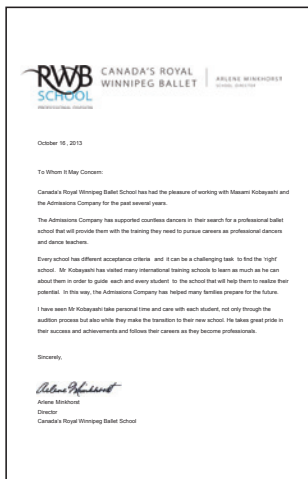 RWB
SCHOOL
PROFESSIONAL DIVISION
CANADA'S ROYAL
WINNIPEG BALLET
ARLENE MINKHORST
SCHOOL DIRECTOR
October 16, 2013
To Whom It May Concern:
Canada's Royal Winnipeg Ballet School has had the pleasure of working with Masami Kobayashi and
the Admissions Company for the past several years.
The Admissions Company has supported countless dancers in their search for a professional ballet
school that will provide them with the training they need to pursue careers as professional dancers
and dance teachers.
Every school has different acceptance criteria and it can be a challenging task to find the 'right'
school. Mr Kobayashi has visited many international training schools to learn as much as he can
about them in order to guide each and every student to the school that will help them to realize their
potential. In this way, the Admissions Company has helped many families prepare for the future.
I have seen Mr Kobayashi take personal time and care with each student, not only through the
audition process but also while they make the transition to their new school. He takes great pride in
their success and achievements and follows their careers as they become professionals.
Sincerely,
Arlene Minkhorst
Arlene Minkhorst
Director
Canada's Royal Winnipeg Ballet School